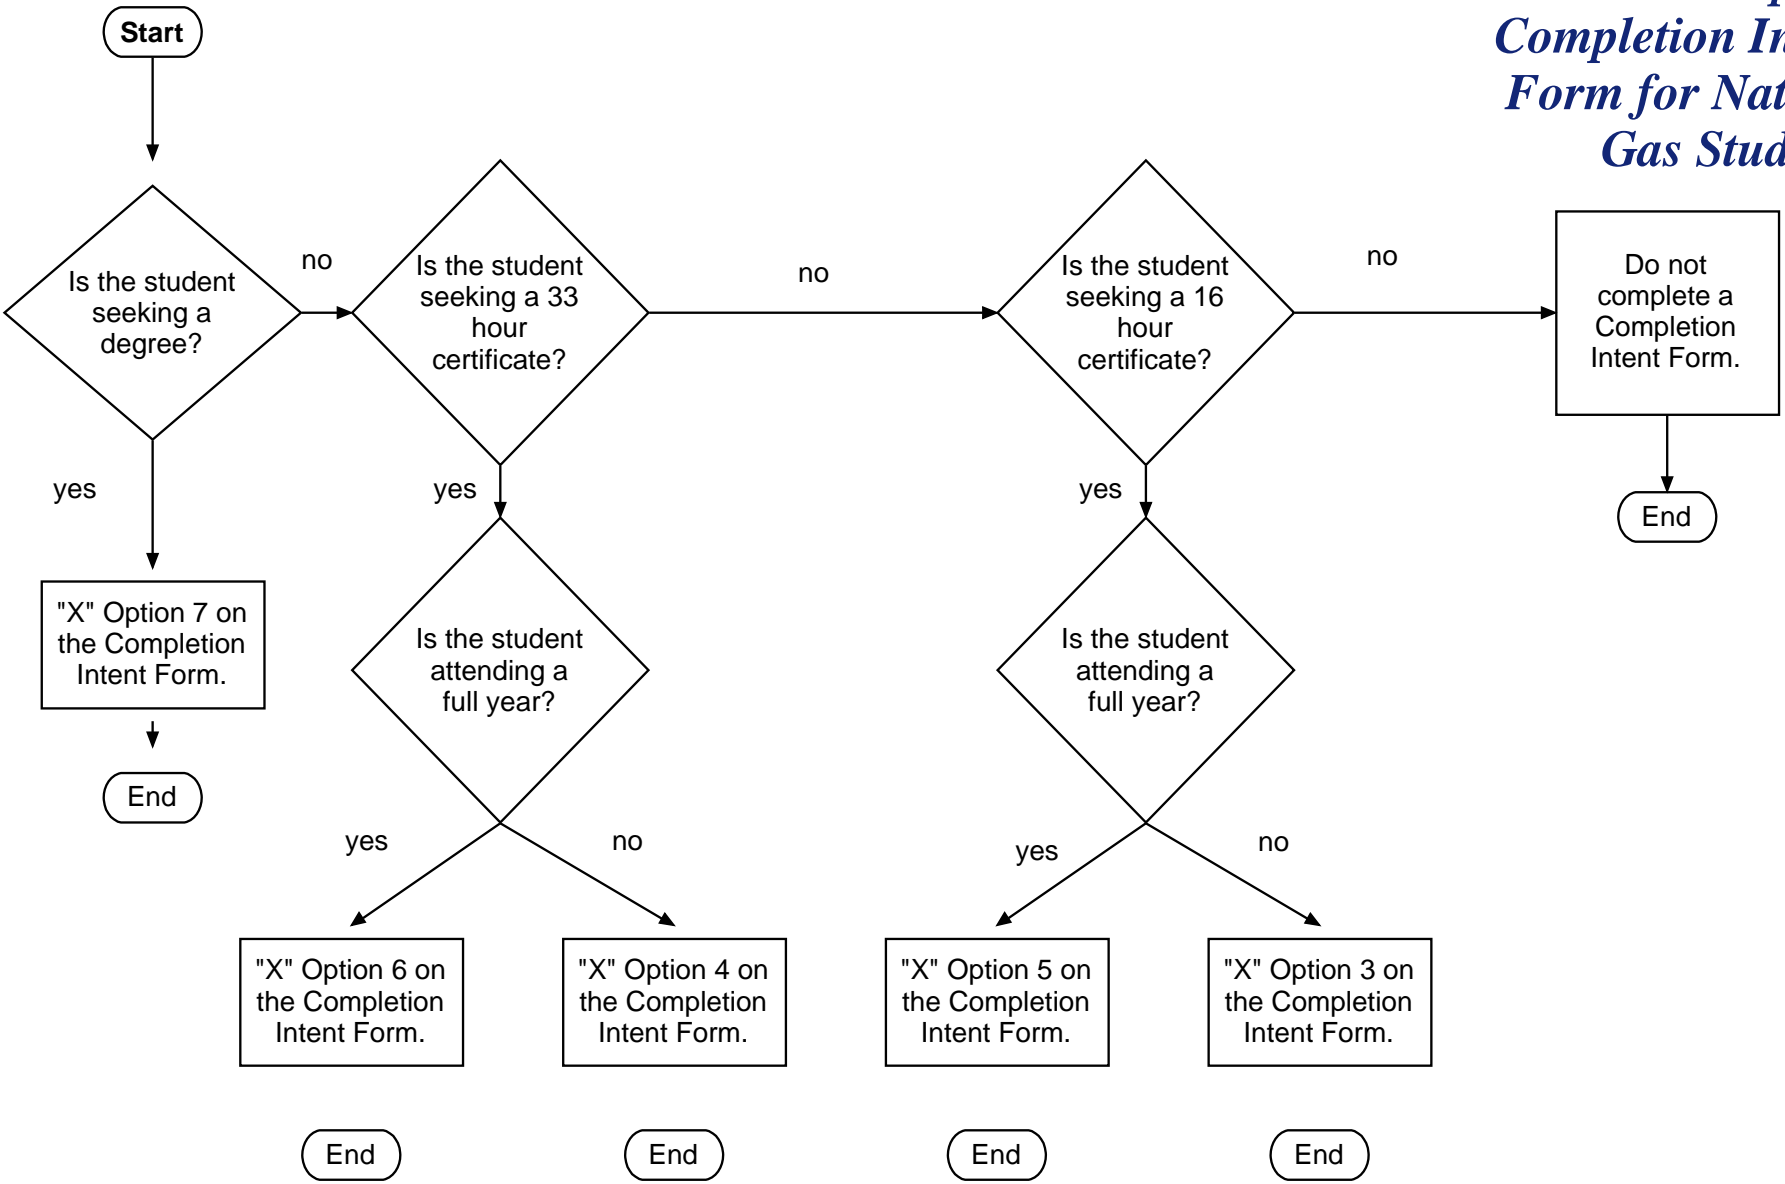 Start
Completion In
Form for Nat
Gas Stud
Is the student
seeking a
degree?
no
Is the student
seeking a 33
hour
certificate?
no
Is the student
seeking a 16
hour
certificate?
no
Do not
complete a
Completion
Intent Form.
End
yes
yes
yes
"X" Option 7 on
the Completion
Intent Form.
End
Is the student
attending a
full year?
Is the student
attending a
full year?
yes
no
yes
no
"X" Option 6 on
the Completion
Intent Form.
"X" Option 4 on
the Completion
Intent Form.
"X" Option 5 on
the Completion
Intent Form.
"X" Option 3 on
the Completion
Intent Form.
End
End
End
End